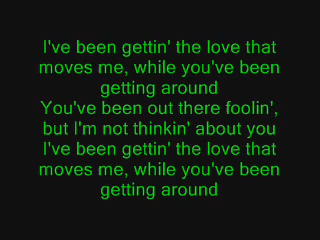 I've been gettin' the love that
moves me, while you've been
getting around
You've been out there foolin',
but I'm not thinkin' about you
I've been gettin' the love that
moves me, while you've been
getting around